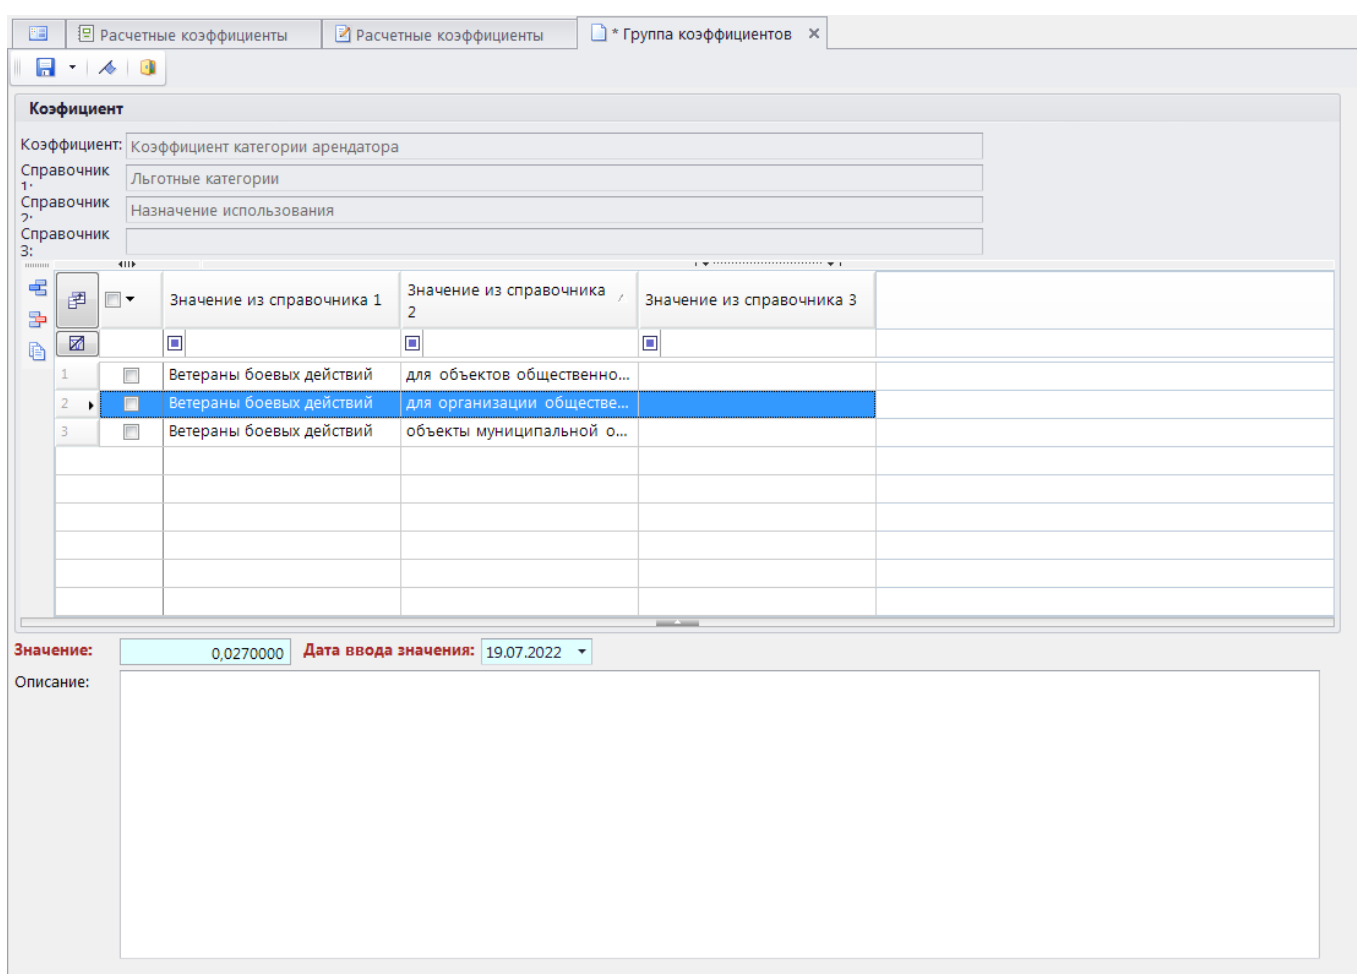 Расчетные коэффициенты
Расчетные коэффициенты
* Группа коэффициентов
Коэфициент
Коэффициент: Коэффициент категории арендатора
Справочник 1: Льготные категории
Справочник 2: Назначение использования
Справочник 3:
Значение из справочника 1
Значение из справочника 2
Значение из справочника 3
1 Ветераны боевых действий для объектов общественно...
2 Ветераны боевых действий для организации обществе...
3 Ветераны боевых действий объекты муниципальной о...
Значение: 0,0270000 Дата ввода значения: 19.07.2022
Описание: